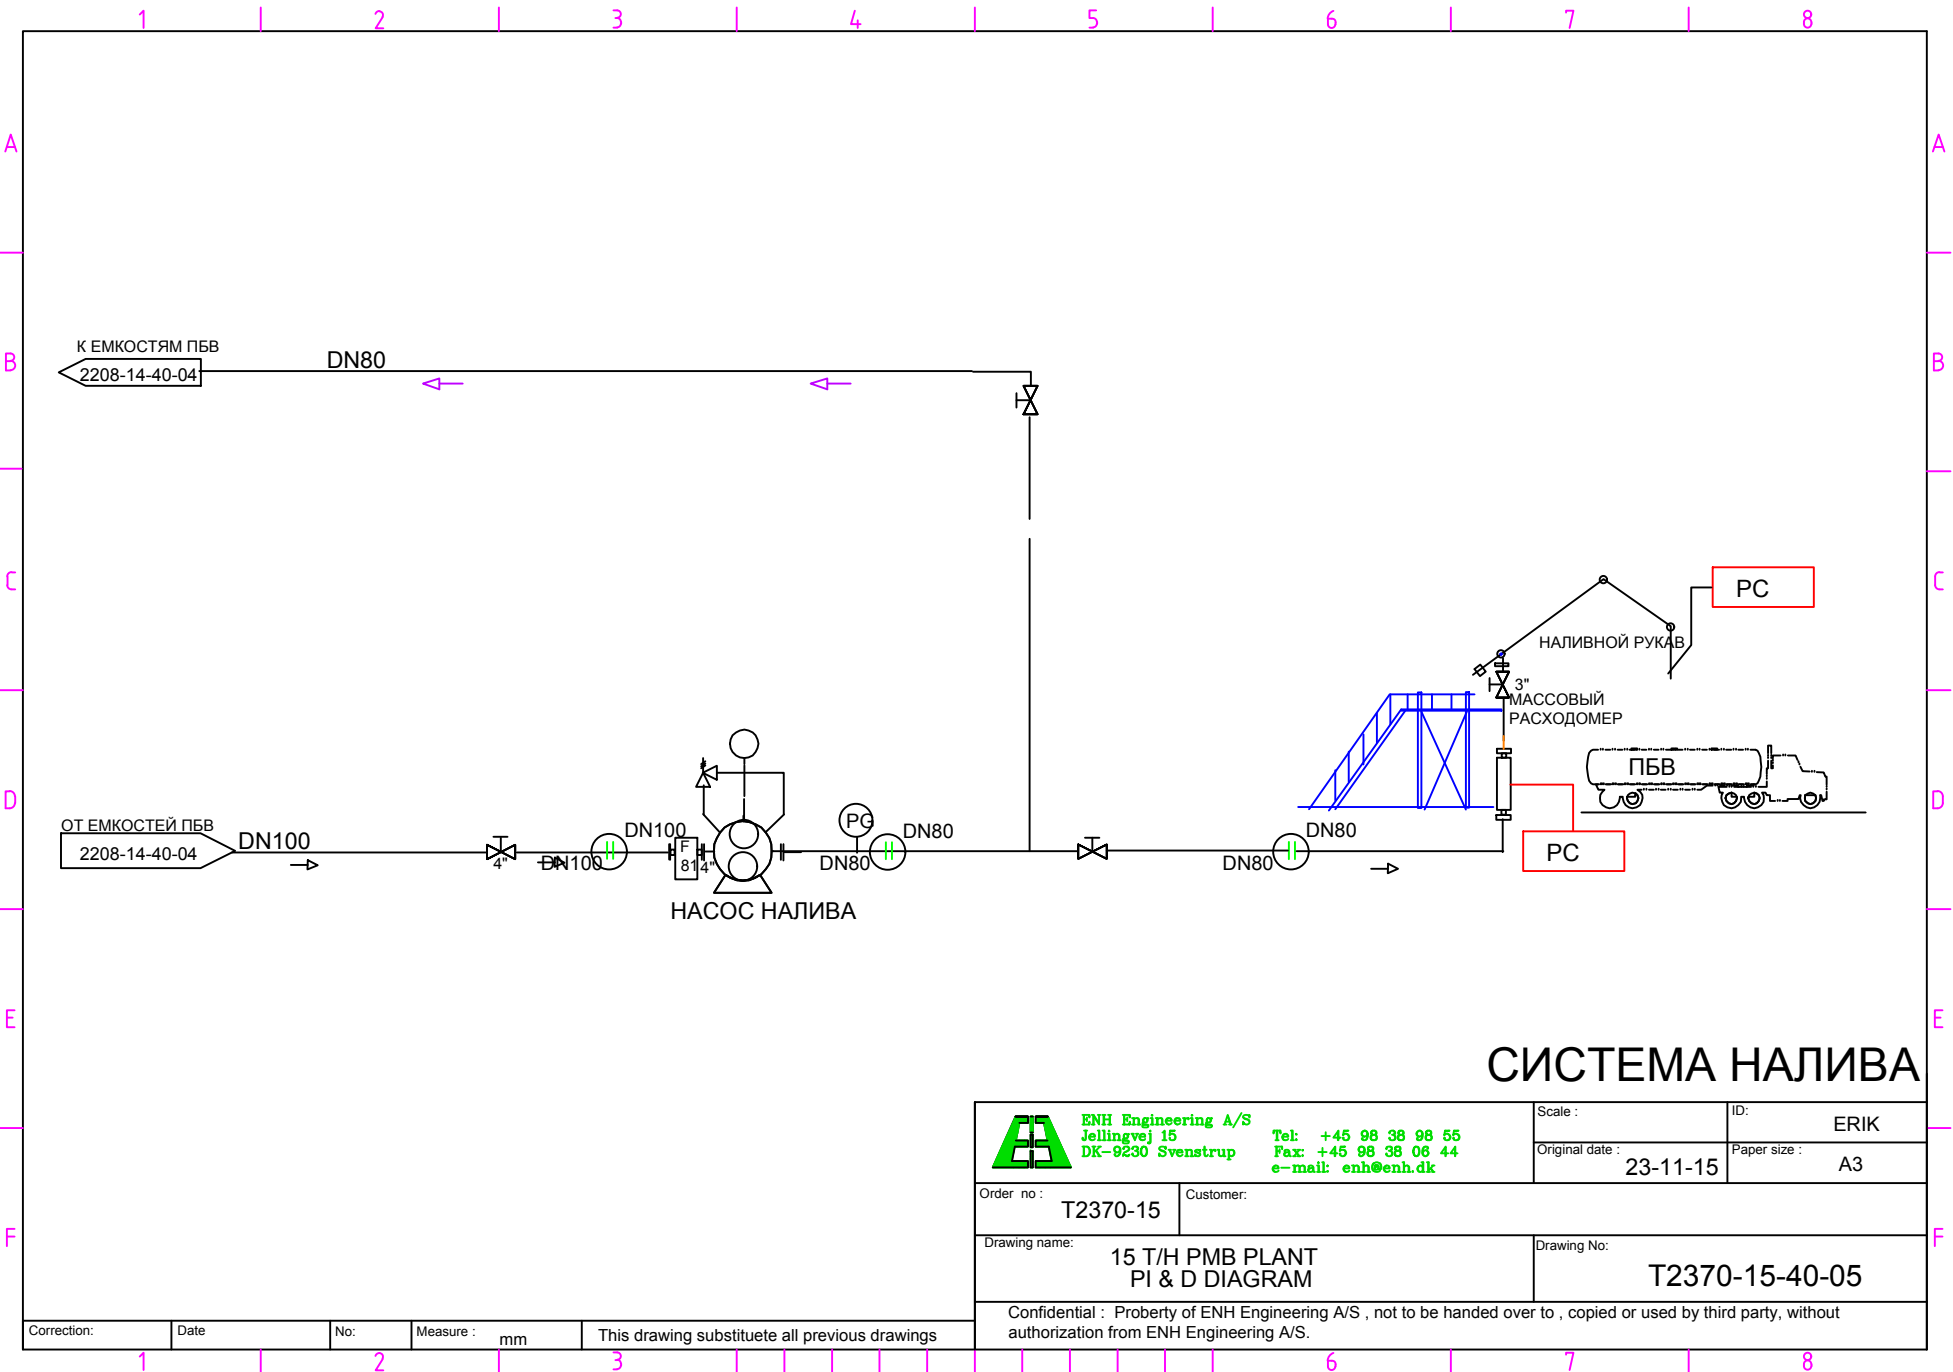 1 2 3 4 5 6 7 8
A A
B B
C C
D D
E E
F F
К ЕМКОСТЯМ ПБВ
2208-14-40-04
DN80
PC
НАЛИВНОЙ РУКАВ
3"
МАССОВЫЙ
РАСХОДОМЕР
ПБВ
PC
ОТ ЕМКОСТЕЙ ПБВ
2208-14-40-04
DN100
4"
DN100
DN100
F
81
4"
PG
DN80
DN80
DN80
DN80
НАСОС НАЛИВА
СИСТЕМА НАЛИВА
ENH Engineering A/S
Jellingvej 15 Tel: +45 98 38 98 55
DK-9230 Svenstrup Fax: +45 98 38 06 44
e-mail: enh@enh.dk
Scale : ID: ERIK
Original date : 23-11-15 Paper size : A3
Order no : T2370-15 Customer:
Drawing name: 15 T/H PMB PLANT
PI & D DIAGRAM
Drawing No: T2370-15-40-05
Confidential : Proberty of ENH Engineering A/S , not to be handed over to , copied or used by third party, without
authorization from ENH Engineering A/S.
Correction: Date No: Measure : mm This drawing substituete all previous drawings
1 2 3 6 7 8